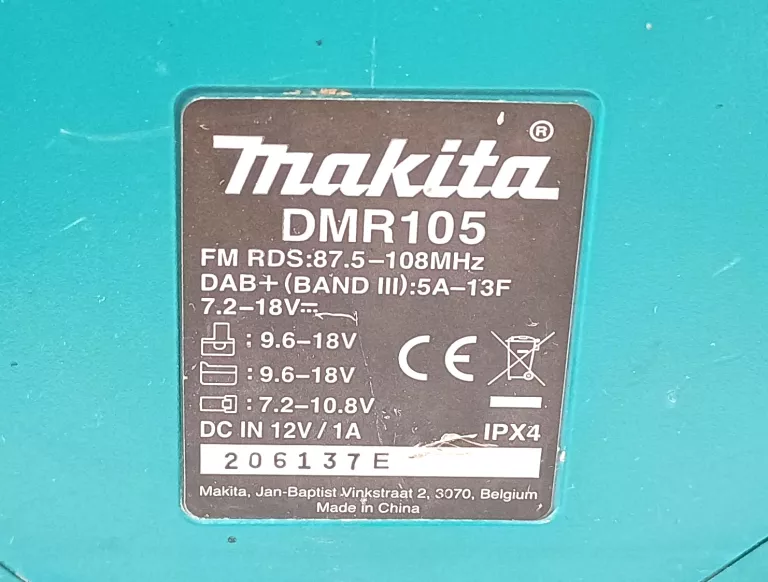 makita®
DMR105
FM RDS:87.5–108MHz
DAB+(BAND III):5A–13F
7.2–18V⎓
: 9.6–18V
: 9.6–18V
: 7.2–10.8V
CE
DC IN 12V/1A IPX4
206137E
Makita, Jan-Baptist Vinkstraat 2, 3070, Belgium
Made in China